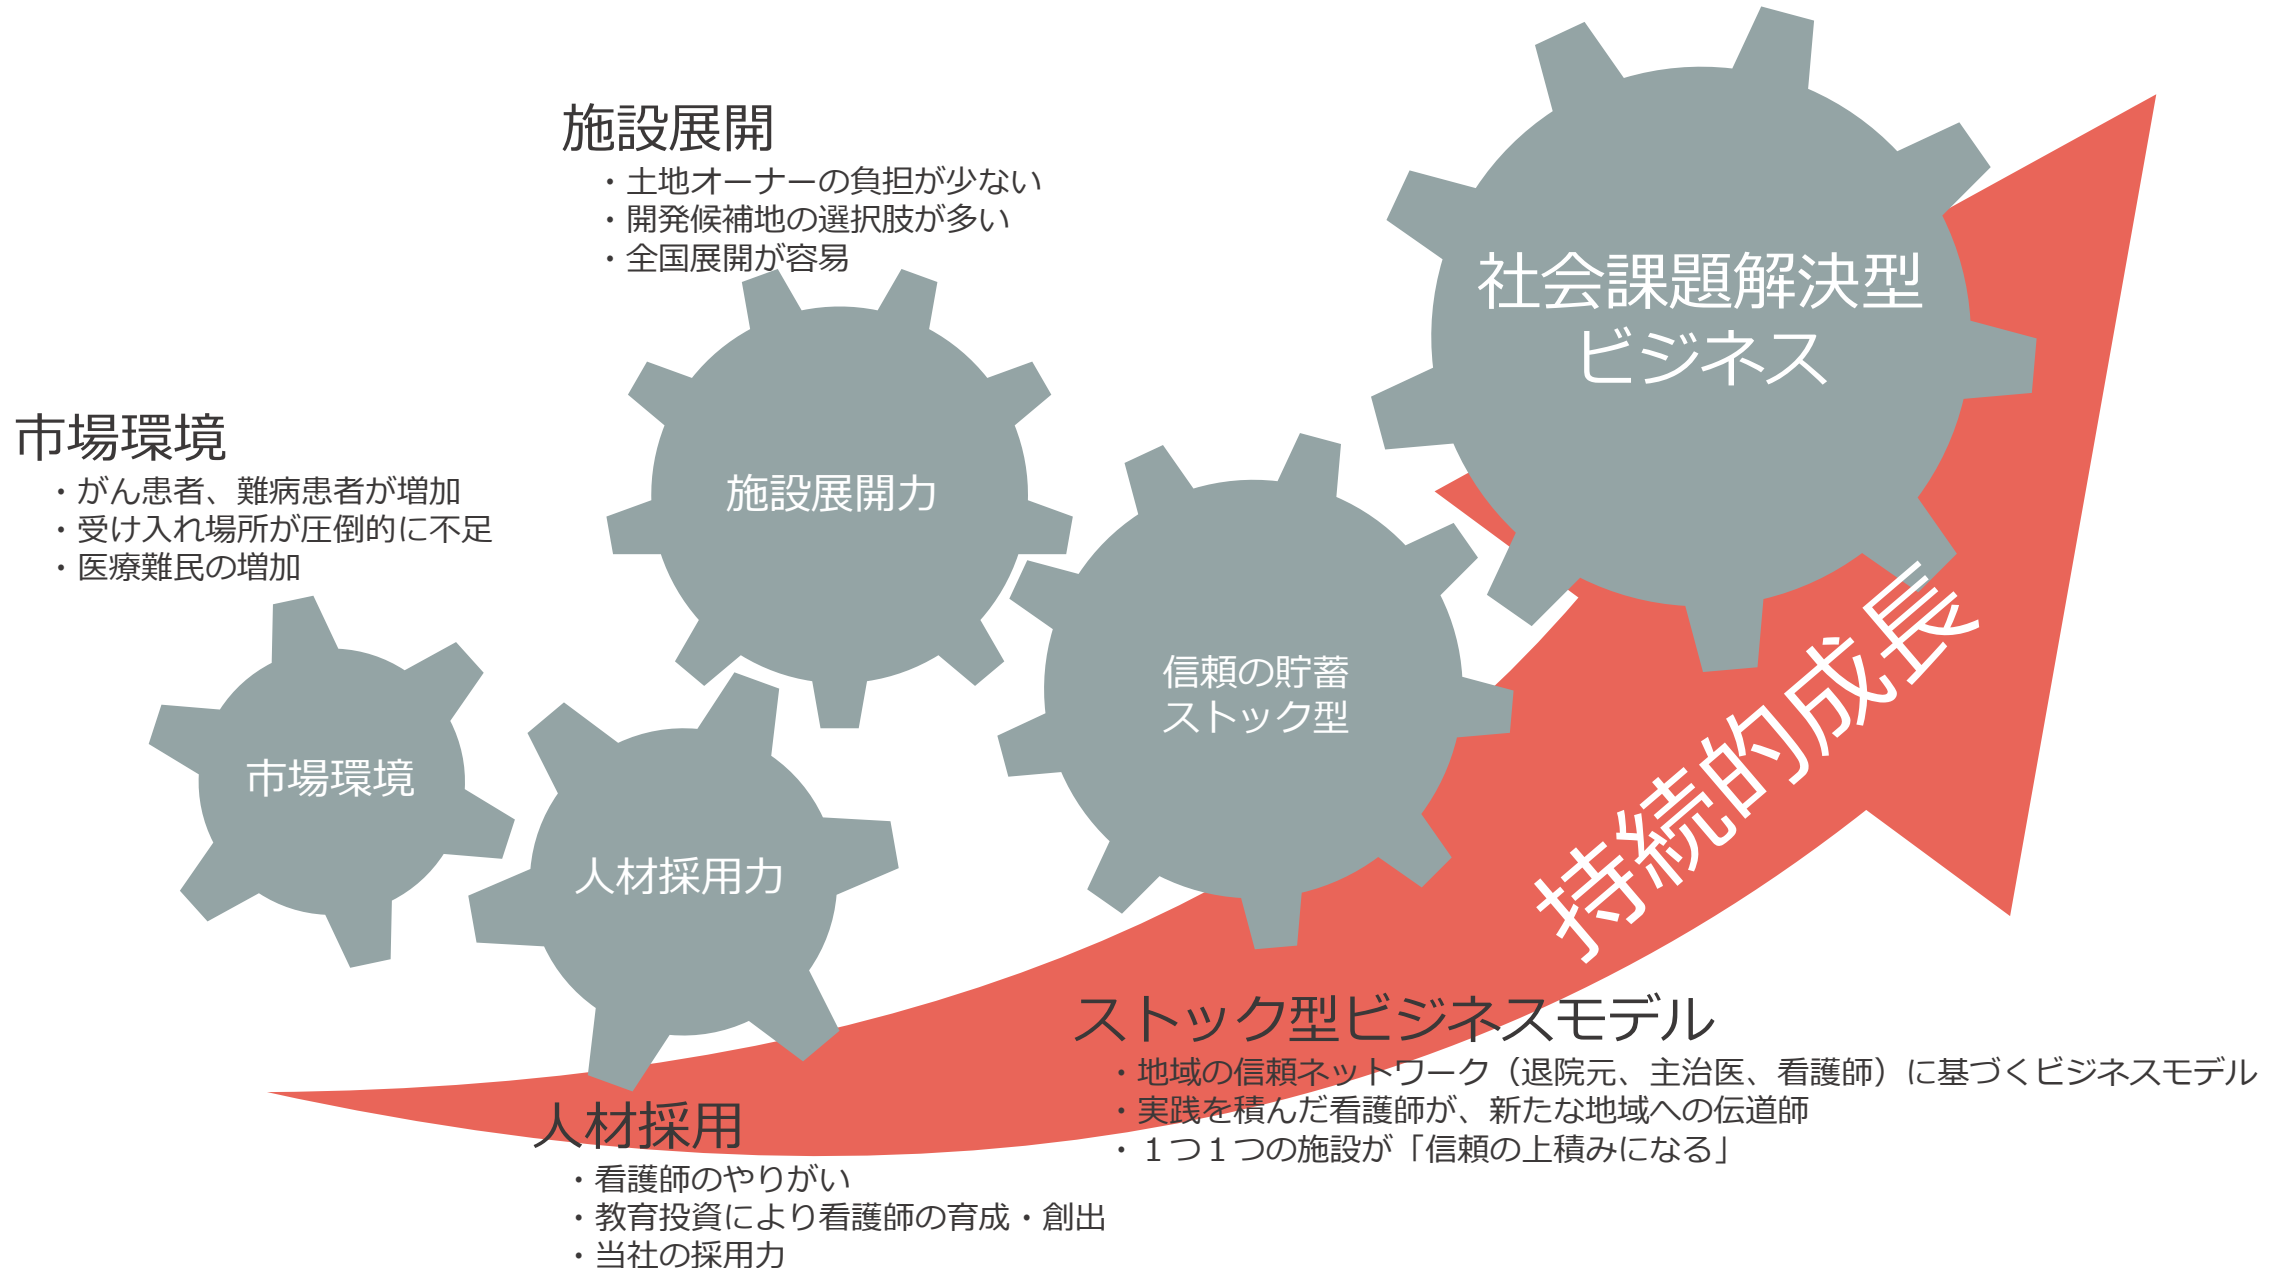 施設展開
・土地オーナーの負担が少ない
・開発候補地の選択肢が多い
・全国展開が容易
社会課題解決型
ビジネス
市場環境
・がん患者、難病患者が増加
・受け入れ場所が圧倒的に不足
・医療難民の増加
施設展開力
信頼の貯蓄
ストック型
市場環境
人材採用力
持続的成長
ストック型ビジネスモデル
・地域の信頼ネットワーク（退院元、主治医、看護師）に基づくビジネスモデル
・実践を積んだ看護師が、新たな地域への伝道師
・１つ１つの施設が「信頼の上積みになる」
人材採用
・看護師のやりがい
・教育投資により看護師の育成・創出
・当社の採用力